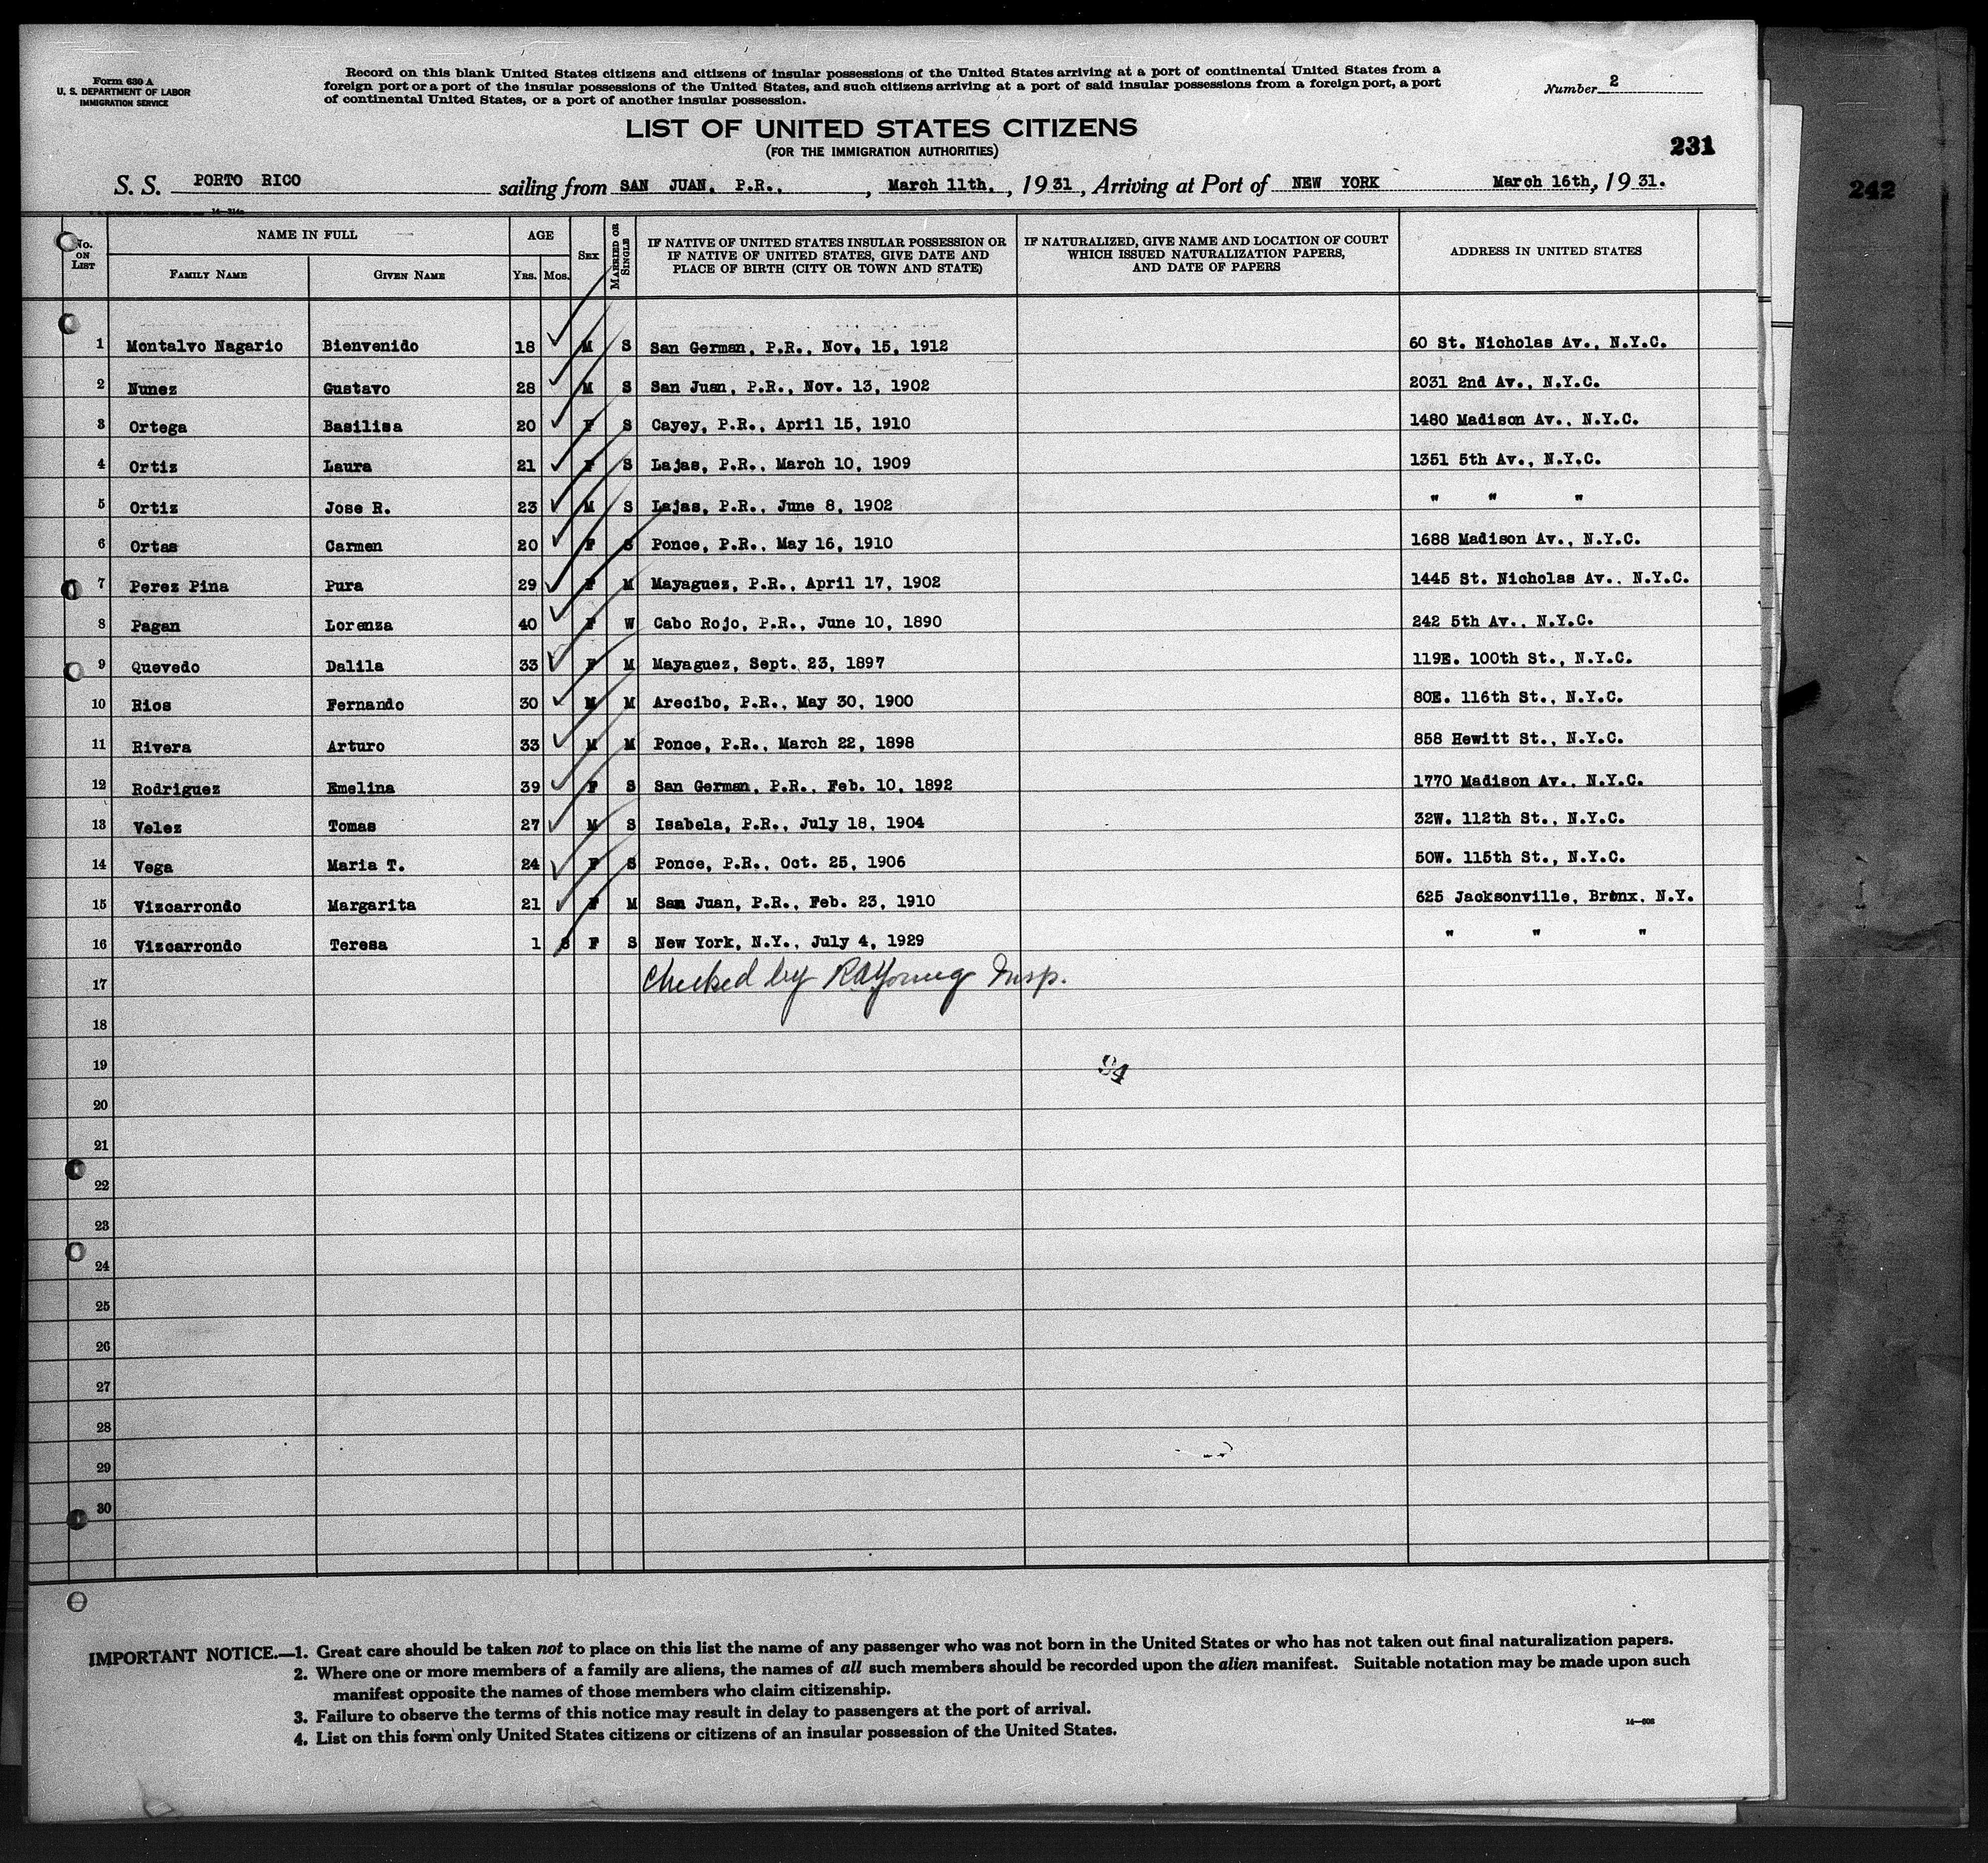 Form 630 A
U. S. DEPARTMENT OF LABOR
IMMIGRATION SERVICE
Record on this blank United States citizens and citizens of insular possessions of the United States arriving at a port of continental United States from a
foreign port or a port of the insular possessions of the United States, and such citizens arriving at a port of said insular possessions from a foreign port, a port
of continental United States, or a port of another insular possession.
Number 2
LIST OF UNITED STATES CITIZENS
(FOR THE IMMIGRATION AUTHORITIES)
231
242
S. S. PORTO RICO sailing from SAN JUAN, P.R., , March 11th, , 1931, Arriving at Port of NEW YORK March 16th, 1931.
No. ON LIST
NAME IN FULL
FAMILY NAME GIVEN NAME
AGE
YRS. MOS.
SEX
MARRIED OR SINGLE
IF NATIVE OF UNITED STATES INSULAR POSSESSION OR
IF NATIVE OF UNITED STATES, GIVE DATE AND
PLACE OF BIRTH (CITY OR TOWN AND STATE)
IF NATURALIZED, GIVE NAME AND LOCATION OF COURT
WHICH ISSUED NATURALIZATION PAPERS,
AND DATE OF PAPERS
ADDRESS IN UNITED STATES
1 Montalvo Nagario Bienvenido 18 M S San German, P.R., Nov. 15, 1912 60 St. Nicholas Av., N.Y.C.
2 Nunez Gustavo 28 M S San Juan, P.R., Nov. 13, 1902 2031 2nd Av., N.Y.C.
3 Ortega Basilisa 20 F S Cayey, P.R., April 15, 1910 1480 Madison Av., N.Y.C.
4 Ortiz Laura 21 F S Lajas, P.R., March 10, 1909 1351 5th Av., N.Y.C.
5 Ortiz Jose R. 23 M S Lajas, P.R., June 8, 1902 " " "
6 Ortas Carmen 20 F S Ponce, P.R., May 16, 1910 1688 Madison Av., N.Y.C.
7 Perez Pina Pura 29 F M Mayaguez, P.R., April 17, 1902 1445 St. Nicholas Av., N.Y.C.
8 Pagan Lorenza 40 F W Cabo Rojo, P.R., June 10, 1890 242 5th Av., N.Y.C.
9 Quevedo Dalila 33 F M Mayaguez, Sept. 23, 1897 119E. 100th St., N.Y.C.
10 Rios Fernando 30 M M Arecibo, P.R., May 30, 1900 80E. 116th St., N.Y.C.
11 Rivera Arturo 33 M M Ponce, P.R., March 22, 1898 858 Hewitt St., N.Y.C.
12 Rodriguez Emelina 39 F S San German, P.R., Feb. 10, 1892 1770 Madison Av., N.Y.C.
13 Velez Tomas 27 M S Isabela, P.R., July 18, 1904 32W. 112th St., N.Y.C.
14 Vega Maria T. 24 F S Ponce, P.R., Oct. 25, 1906 50W. 115th St., N.Y.C.
15 Vizcarrondo Margarita 21 F M San Juan, P.R., Feb. 23, 1910 625 Jacksonville, Bronx, N.Y.
16 Vizcarrondo Teresa 1 8 F S New York, N.Y., July 4, 1929 " " "
17 Checked by RAYoung Insp.
18
19
20
21
22
23
24
25
26
27
28
29
30
IMPORTANT NOTICE.—1. Great care should be taken not to place on this list the name of any passenger who was not born in the United States or who has not taken out final naturalization papers.
2. Where one or more members of a family are aliens, the names of all such members should be recorded upon the alien manifest. Suitable notation may be made upon such
manifest opposite the names of those members who claim citizenship.
3. Failure to observe the terms of this notice may result in delay to passengers at the port of arrival.
4. List on this form only United States citizens or citizens of an insular possession of the United States.
14—608